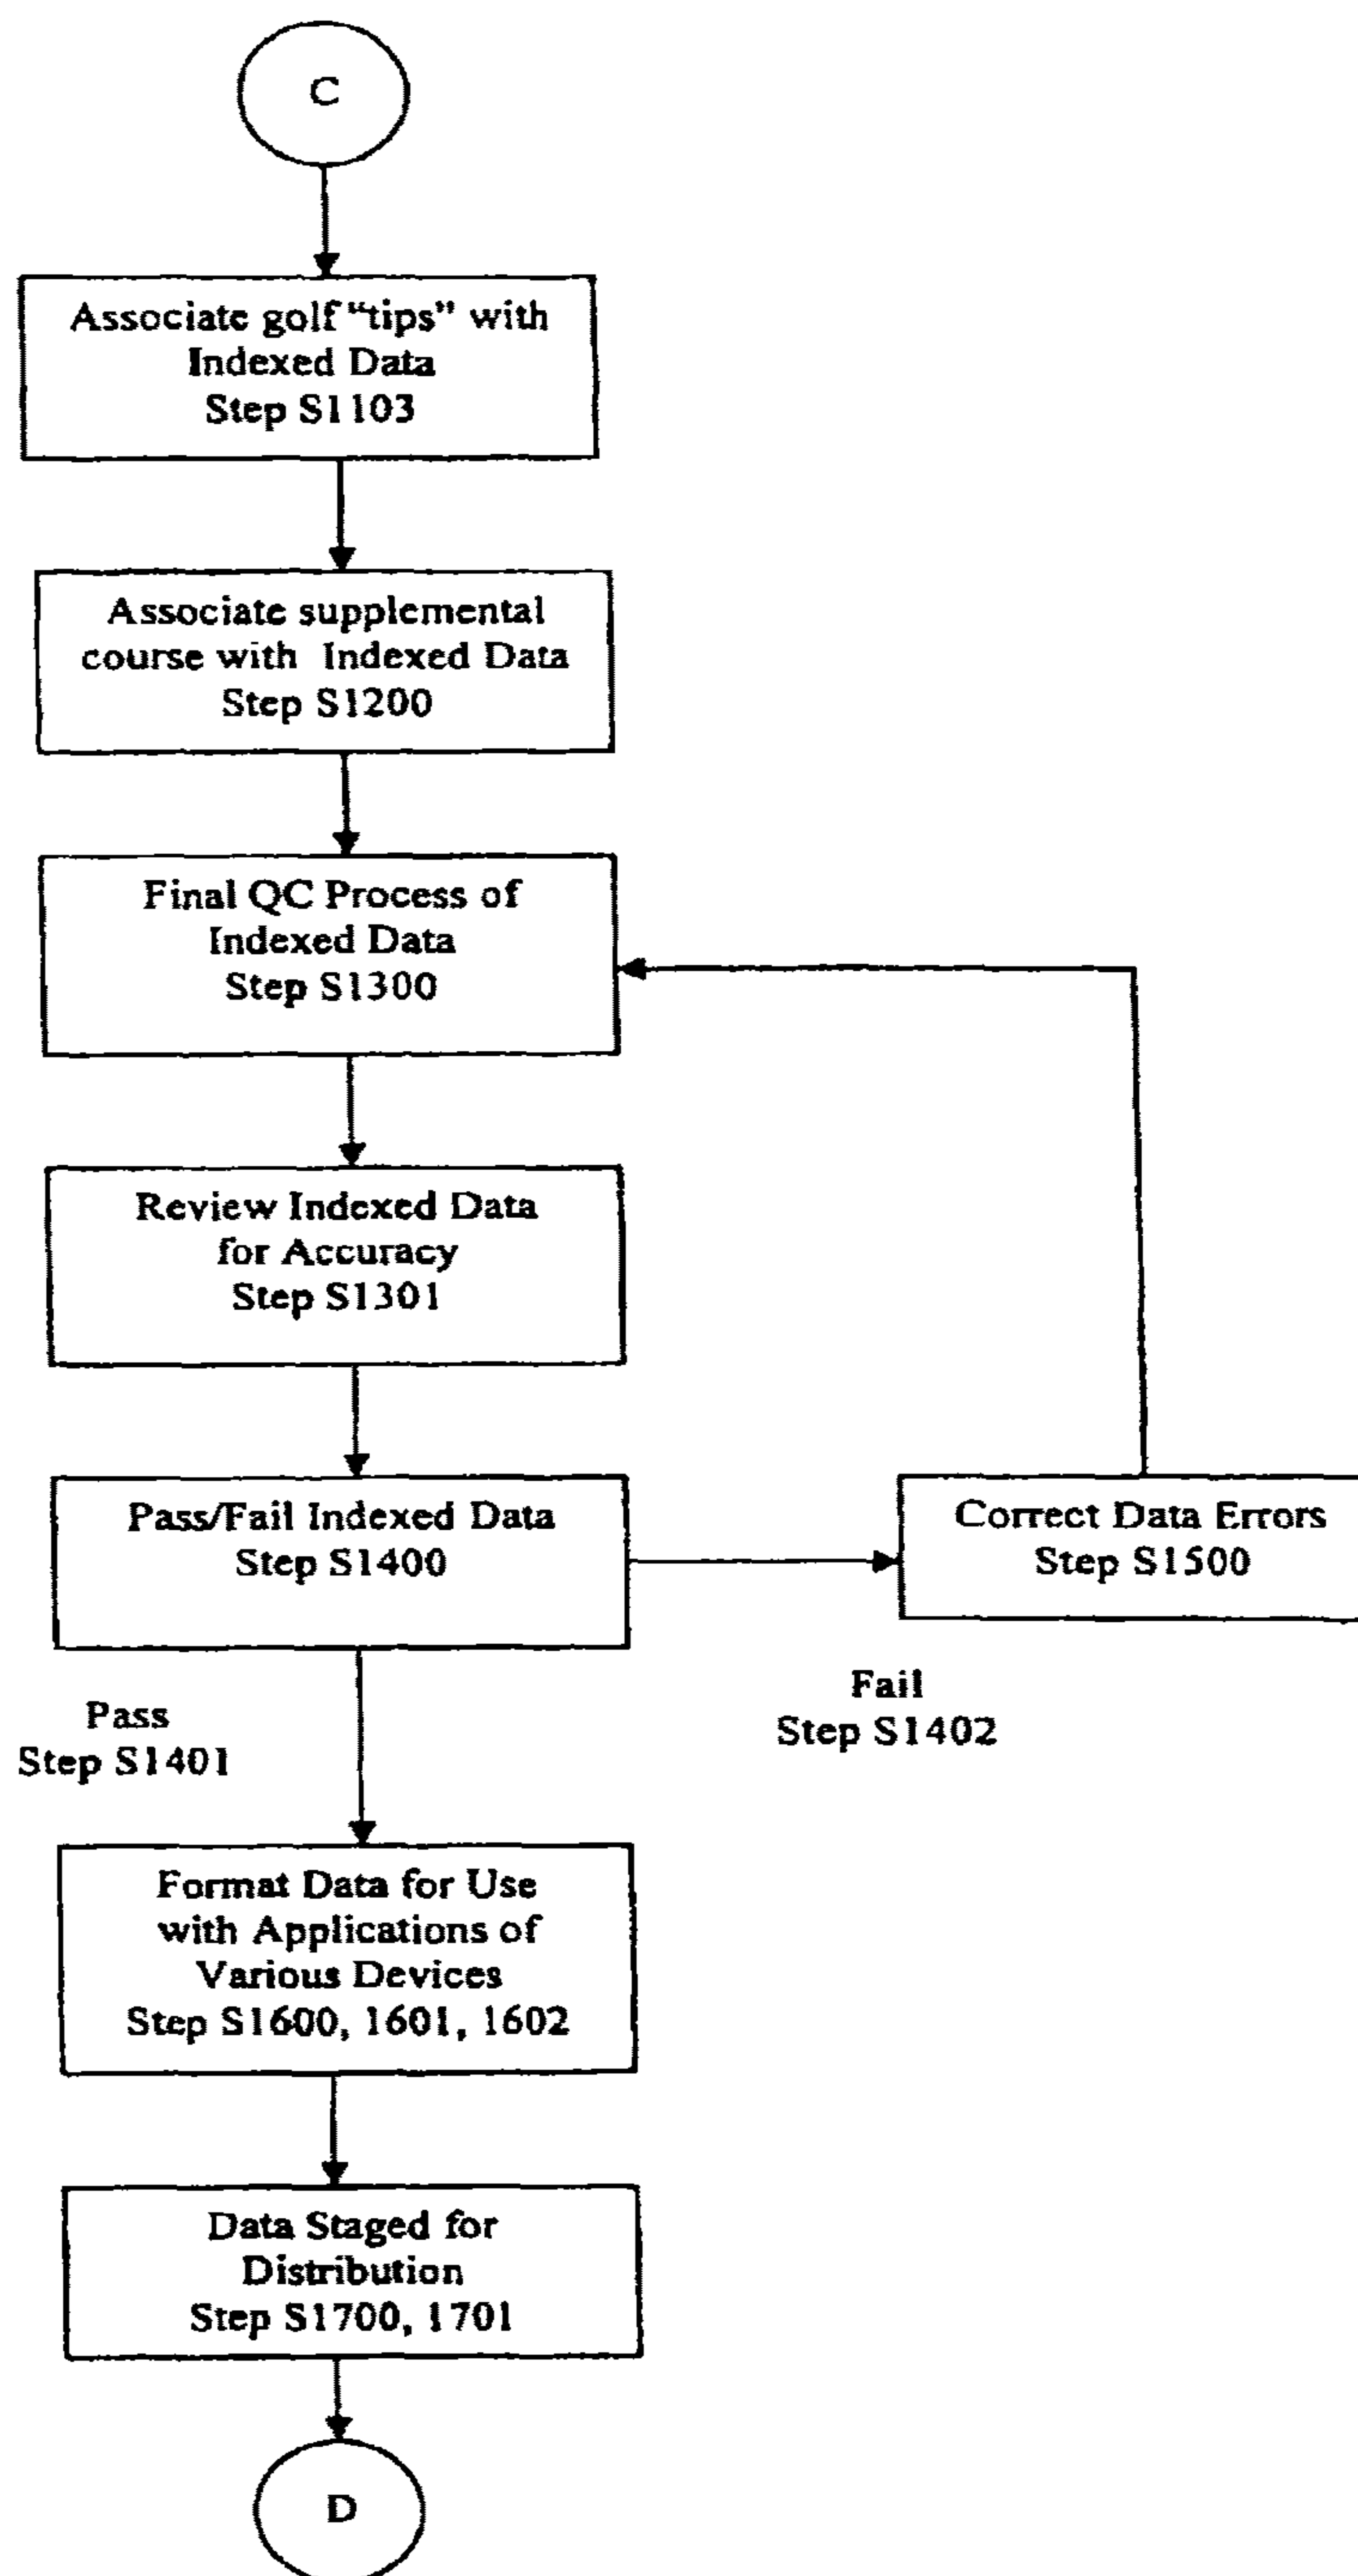 C
Associate golf “tips” with
Indexed Data
Step S1103
Associate supplemental
course with Indexed Data
Step S1200
Final QC Process of
Indexed Data
Step S1300
Review Indexed Data
for Accuracy
Step S1301
Pass/Fail Indexed Data
Step S1400
Correct Data Errors
Step S1500
Fail
Step S1402
Pass
Step S1401
Format Data for Use
with Applications of
Various Devices
Step S1600, 1601, 1602
Data Staged for
Distribution
Step S1700, 1701
D